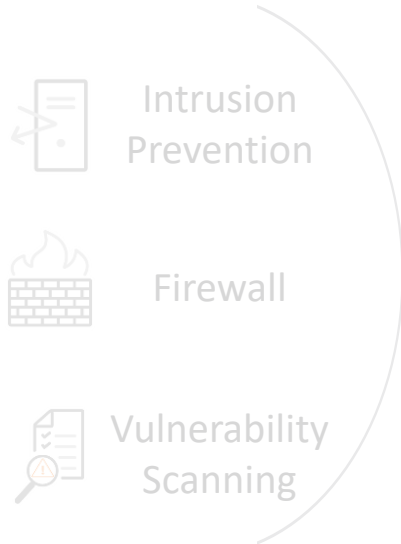 Intrusion
Prevention
Firewall
Vulnerability
Scanning